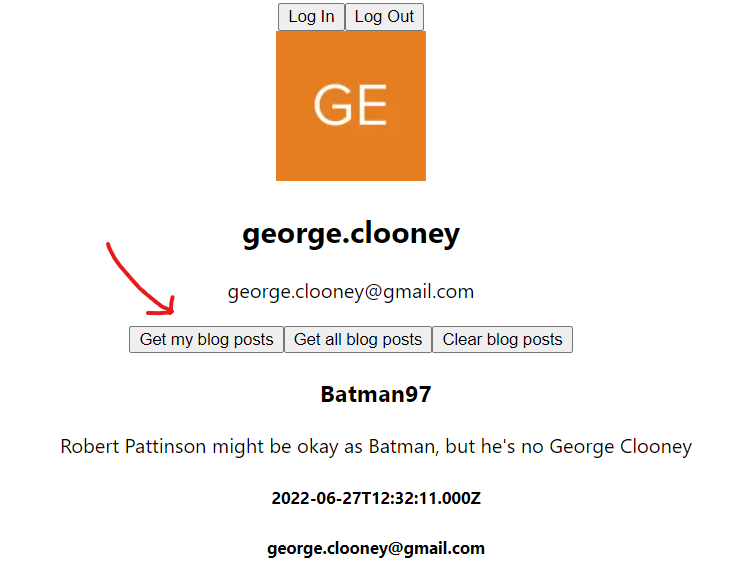 Log In Log Out
GE
george.clooney
george.clooney@gmail.com
Get my blog posts Get all blog posts Clear blog posts
Batman97
Robert Pattinson might be okay as Batman, but he's no George Clooney
2022-06-27T12:32:11.000Z
george.clooney@gmail.com